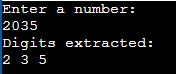 Enter a number:
2035
Digits extracted:
2 3 5